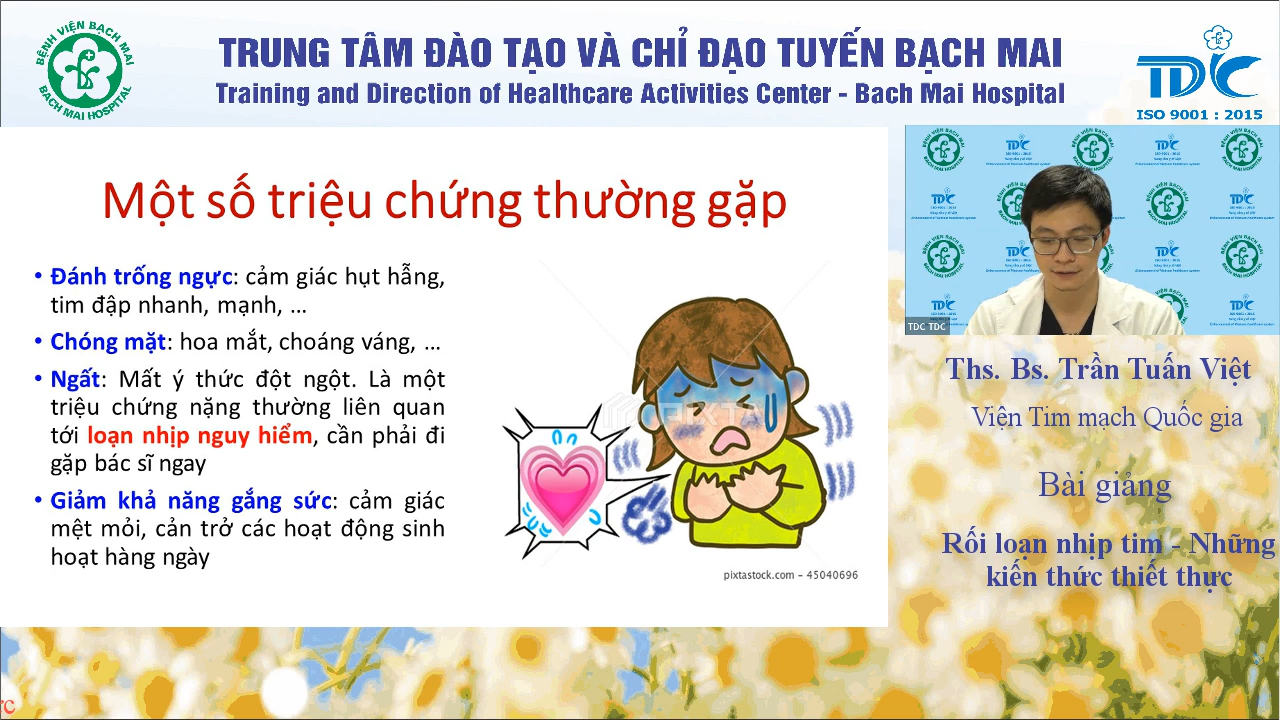 BỆNH VIỆN BẠCH MAI
BACH MAI HOSPITAL
TRUNG TÂM ĐÀO TẠO VÀ CHỈ ĐẠO TUYẾN BẠCH MAI
Training and Direction of Healthcare Activities Center - Bach Mai Hospital
TDC
ISO 9001 : 2015
Một số triệu chứng thường gặp
• Đánh trống ngực: cảm giác hụt hẫng,
tim đập nhanh, mạnh, ...
• Chóng mặt: hoa mắt, choáng váng, ...
• Ngất: Mất ý thức đột ngột. Là một
triệu chứng nặng thường liên quan
tới loạn nhịp nguy hiểm, cần phải đi
gặp bác sĩ ngay
• Giảm khả năng gắng sức: cảm giác
mệt mỏi, cản trở các hoạt động sinh
hoạt hàng ngày
PIXTA
pixtastock.com - 45040696
TDC TDC
Ths. Bs. Trần Tuấn Việt
Viện Tim mạch Quốc gia
Bài giảng
Rối loạn nhịp tim - Những
kiến thức thiết thực